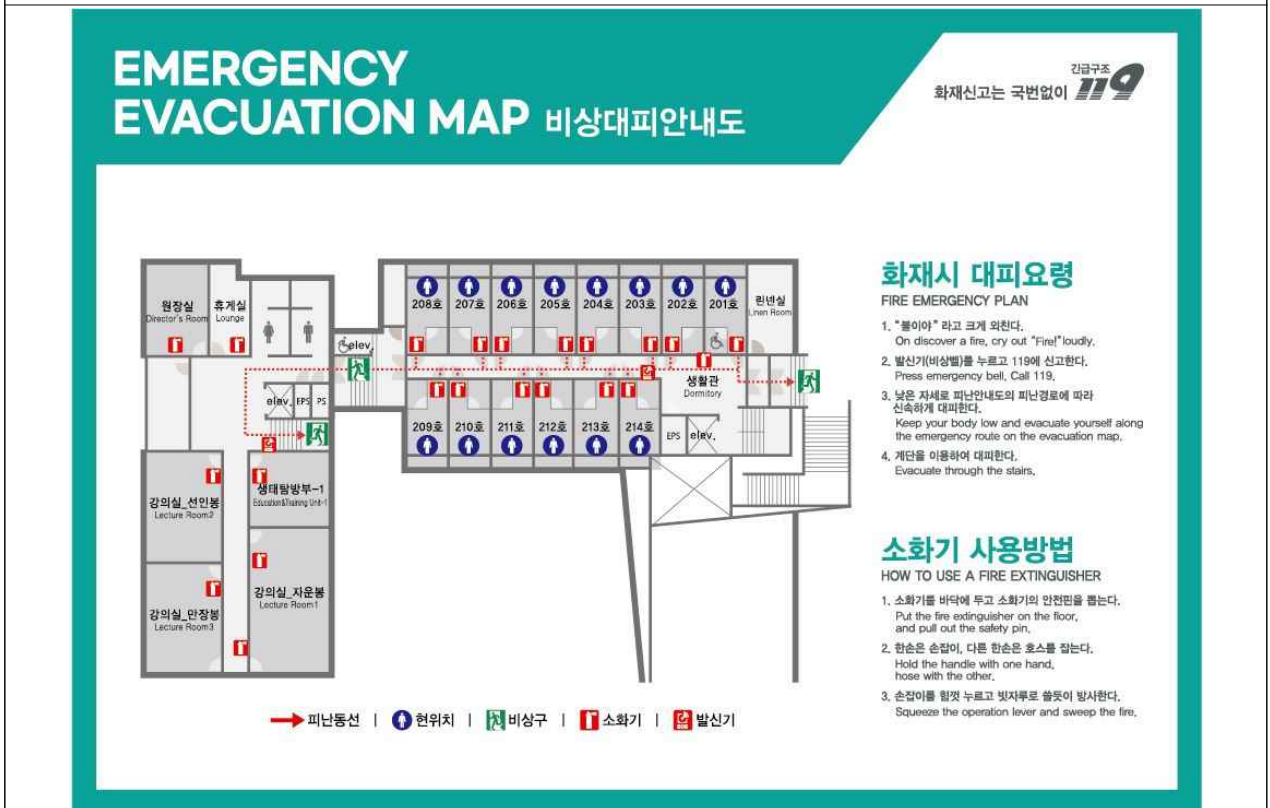 EMERGENCY
EVACUATION MAP 비상대피안내도
화재신고는 국번없이 긴급구조 119
원장실
Director's Room
휴게실
Lounge
elev.
208호 207호 206호 205호 204호 203호 202호 201호
린넨실
Linen Room
생활관
Dormitory
elev. EPS PS
209호 210호 211호 212호 213호 214호
EPS elev.
강의실_선인봉
Lecture Room2
생태탐방부-1
Education&Training Unit-1
강의실_만장봉
Lecture Room3
강의실_자운봉
Lecture Room1
피난동선 | 현위치 | 비상구 | 소화기 | 발신기
화재시 대피요령
FIRE EMERGENCY PLAN
1. "불이야" 라고 크게 외친다.
On discover a fire, cry out "Fire!"loudly.
2. 발신기(비상벨)를 누르고 119에 신고한다.
Press emergency bell, Call 119,
3. 낮은 자세로 피난안내도의 피난경로에 따라
신속하게 대피한다.
Keep your body low and evacuate yourself along
the emergency route on the evacuation map,
4. 계단을 이용하여 대피한다.
Evacuate through the stairs,
소화기 사용방법
HOW TO USE A FIRE EXTINGUISHER
1. 소화기를 바닥에 두고 소화기의 안전핀을 뽑는다.
Put the fire extinguisher on the floor,
and pull out the safety pin,
2. 한손은 손잡이, 다른 한손은 호스를 잡는다.
Hold the handle with one hand,
hose with the other,
3. 손잡이를 힘껏 누르고 빗자루로 쓸듯이 방사한다.
Squeeze the operation lever and sweep the fire,